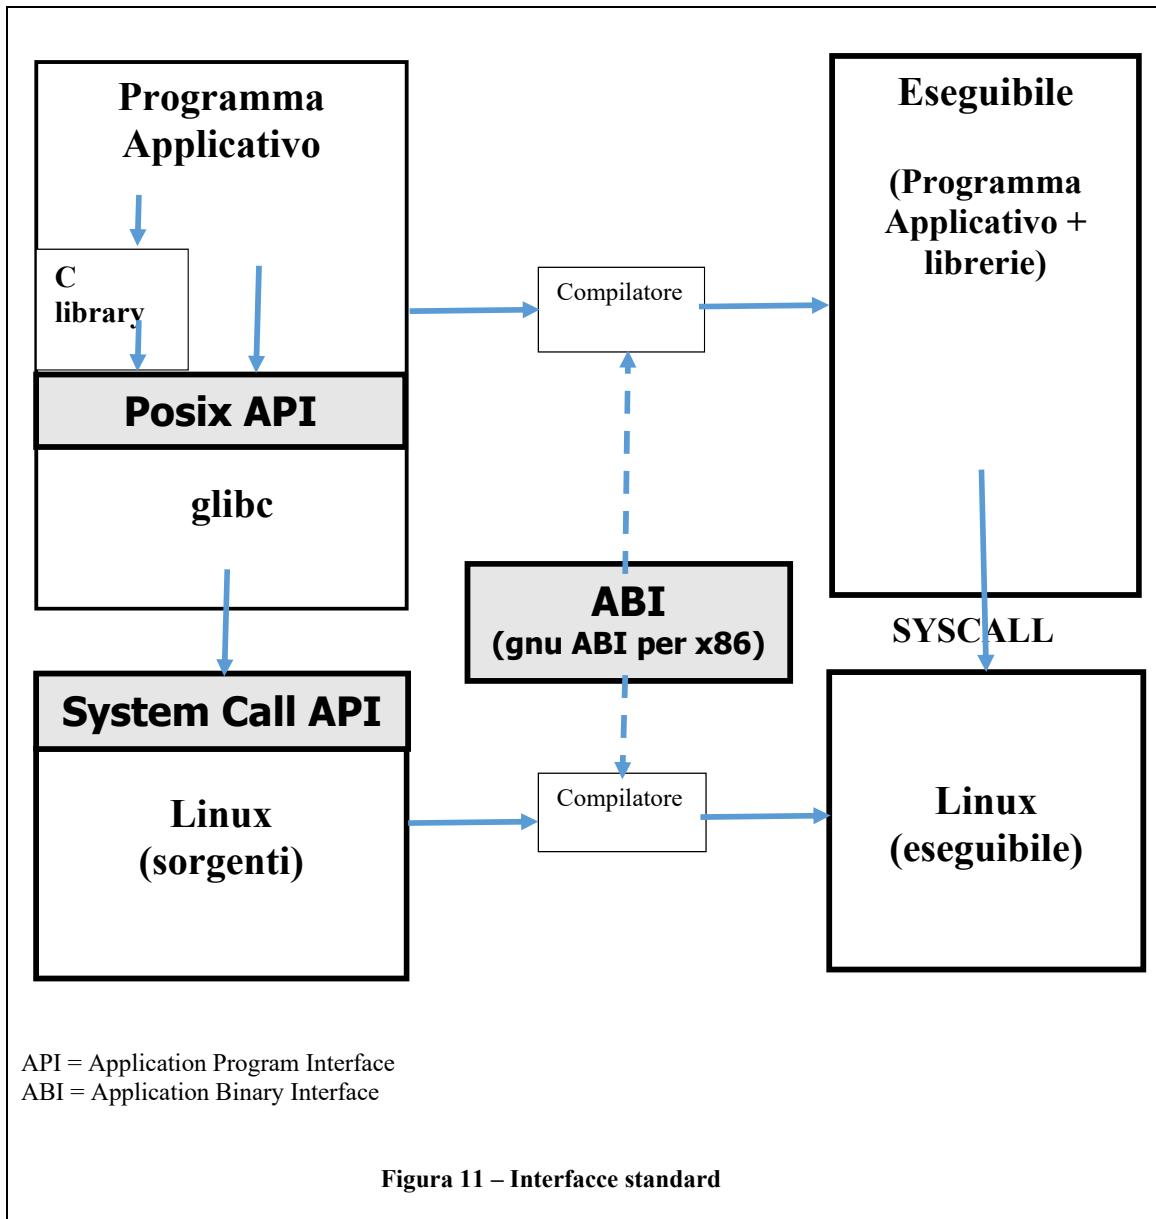 Programma
Applicativo
C
library
Posix API
glibc
System Call API
Linux
(sorgenti)
Compilatore
ABI
(gnu ABI per x86)
Compilatore
Eseguibile
(Programma
Applicativo +
librerie)
SYSCALL
Linux
(eseguibile)
API = Application Program Interface
ABI = Application Binary Interface
Figura 11 – Interfacce standard